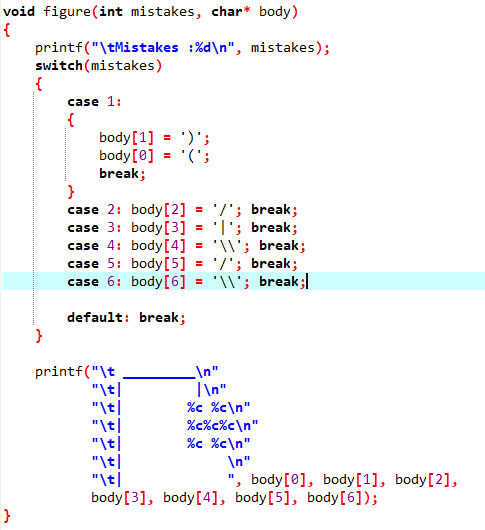 void figure(int mistakes, char* body)
{
    printf("\tMistakes :%d\n", mistakes);
    switch(mistakes)
    {
        case 1:
        {
            body[1] = ')';
            body[0] = '(';
            break;
        }
        case 2: body[2] = '/'; break;
        case 3: body[3] = '|'; break;
        case 4: body[4] = '\\'; break;
        case 5: body[5] = '/'; break;
        case 6: body[6] = '\\'; break;

        default: break;
    }

    printf("\t _________\n"
           "\t|         |\n"
           "\t|        %c %c\n"
           "\t|        %c%c%c\n"
           "\t|        %c %c\n"
           "\t|             \n"
           "\t|             ", body[0], body[1], body[2],
           body[3], body[4], body[5], body[6]);
}